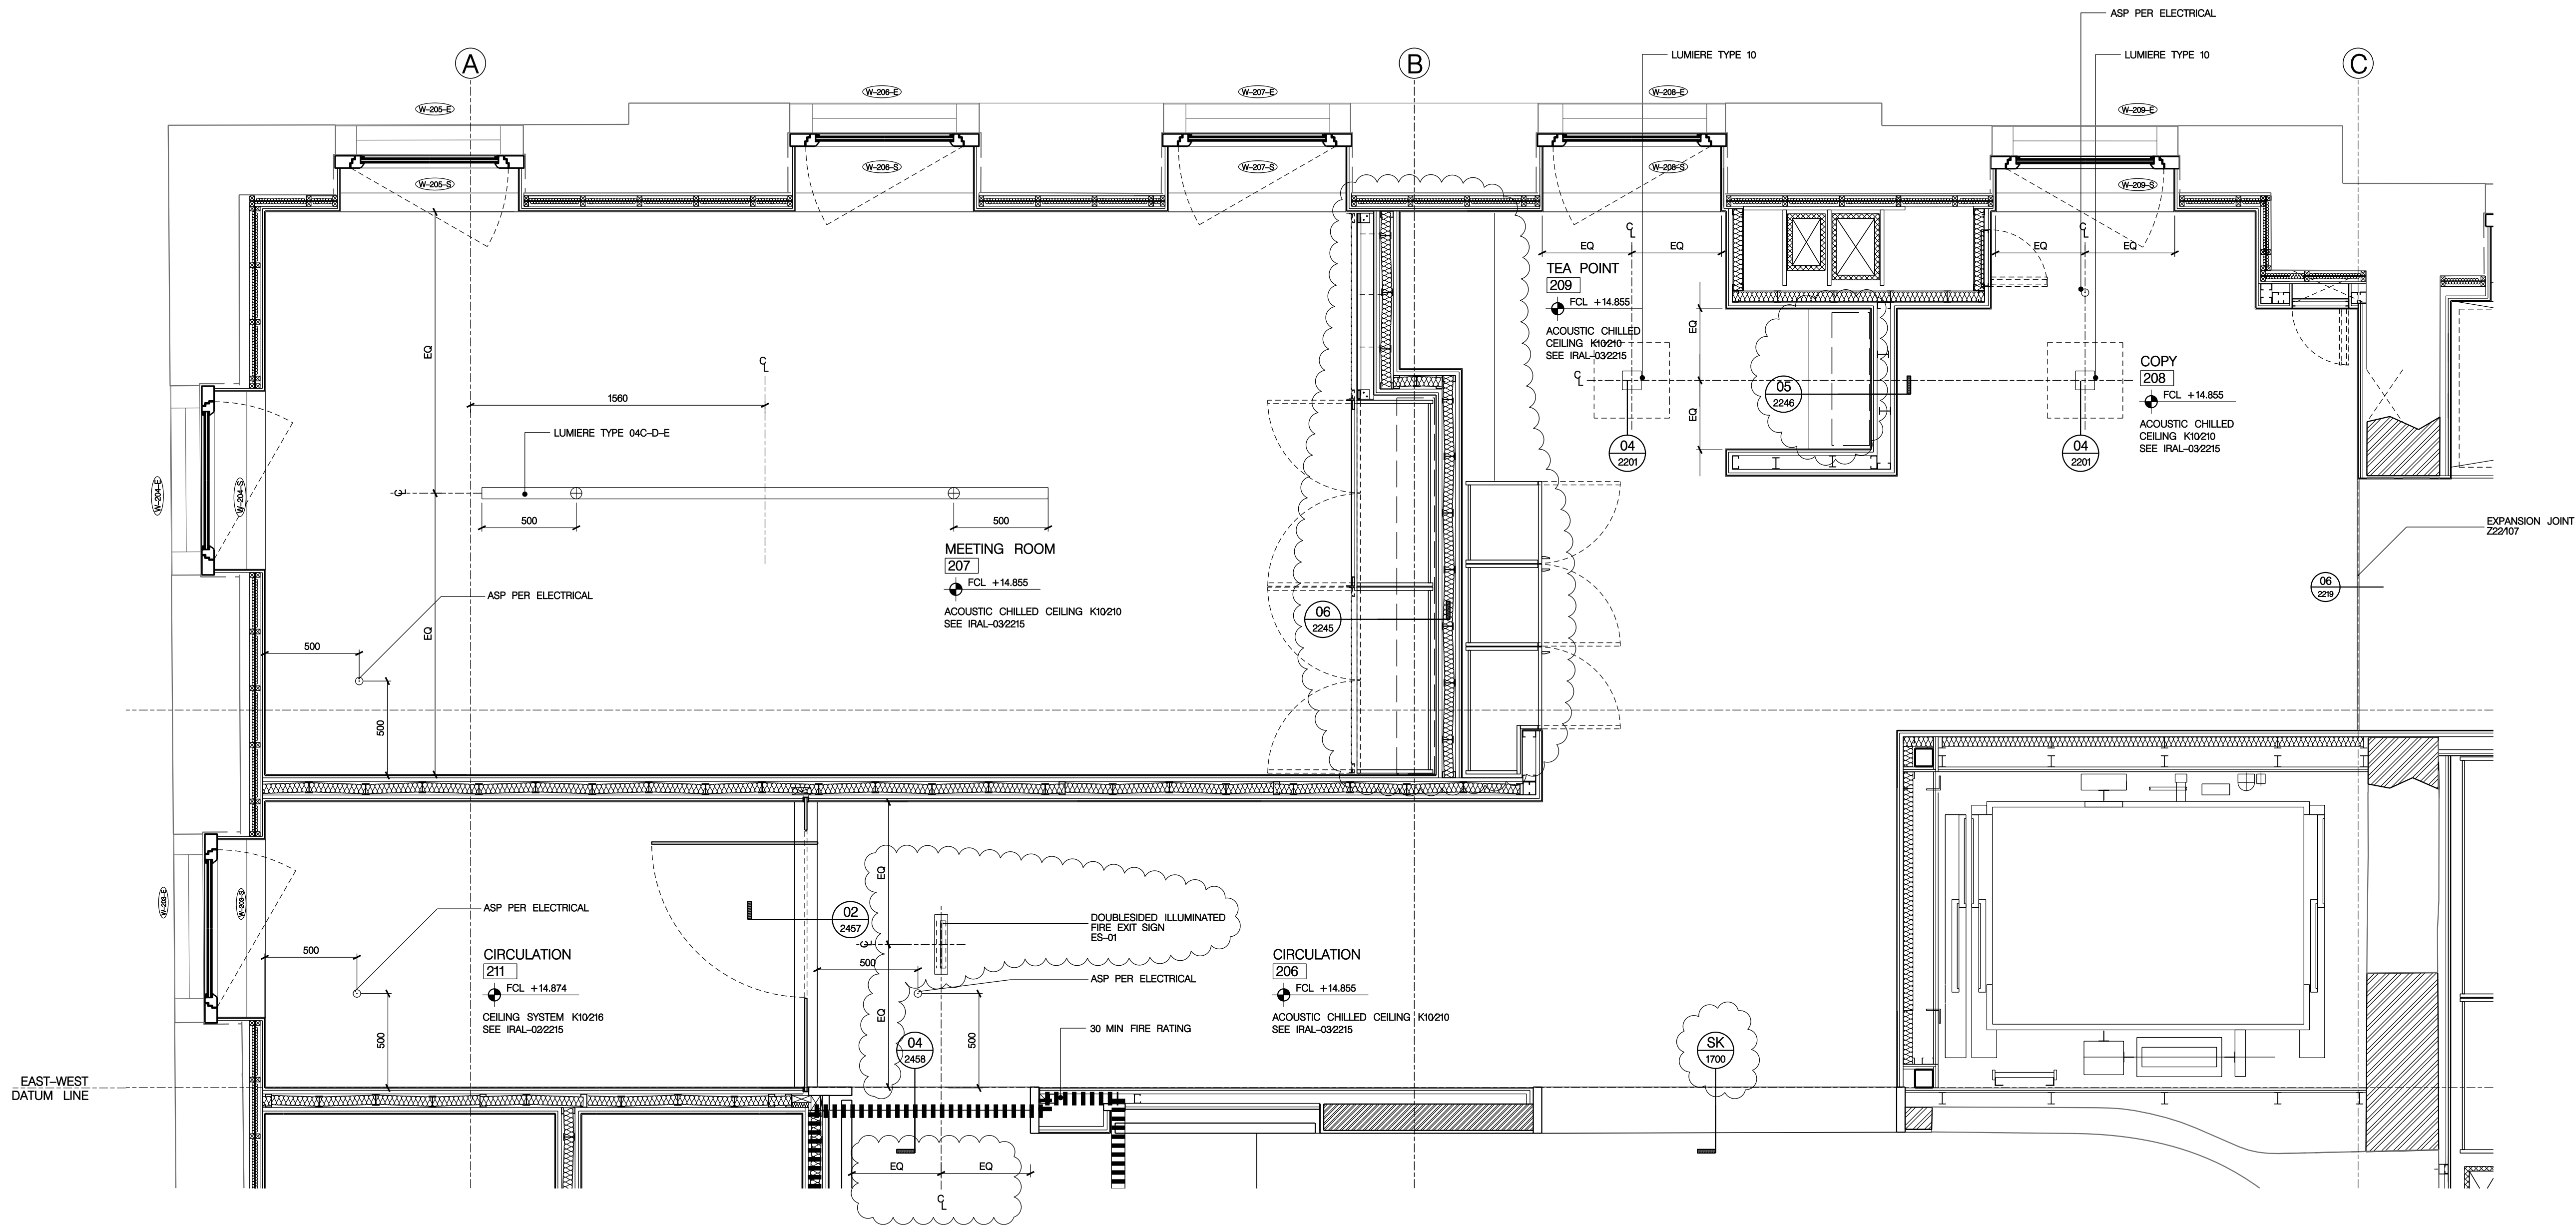 ASP PER ELECTRICAL
LUMIERE TYPE 10
LUMIERE TYPE 10
A
B
C
W-205-E
W-206-E
W-207-E
W-208-E
W-209-E
W-205-S
W-206-S
W-207-S
W-208-S
W-209-S
C
L
EQ
EQ
C
L
EQ
EQ
TEA POINT
209
FCL +14.855
ACOUSTIC CHILLED
CEILING K10/210
SEE IRAL-03/2215
EQ
EQ
C
L
04
2201
05
2246
COPY
208
FCL +14.855
ACOUSTIC CHILLED
CEILING K10/210
SEE IRAL-03/2215
04
2201
EQ
C
L
1560
LUMIERE TYPE 04C-D-E
C
L
500
500
W-204-E
W-204-S
MEETING ROOM
207
FCL +14.855
ACOUSTIC CHILLED CEILING K10/210
SEE IRAL-03/2215
EXPANSION JOINT
Z22/107
06
2219
06
2245
ASP PER ELECTRICAL
EQ
500
500
W-203-E
W-203-S
ASP PER ELECTRICAL
500
CIRCULATION
211
FCL +14.874
CEILING SYSTEM K10/216
SEE IRAL-02/2215
500
02
2457
EQ
C
L
500
EQ
DOUBLESIDED ILLUMINATED
FIRE EXIT SIGN
ES-01
ASP PER ELECTRICAL
30 MIN FIRE RATING
500
CIRCULATION
206
FCL +14.855
ACOUSTIC CHILLED CEILING K10/210
SEE IRAL-03/2215
04
2458
SK
1700
EAST-WEST
DATUM LINE
EQ
EQ
C
L